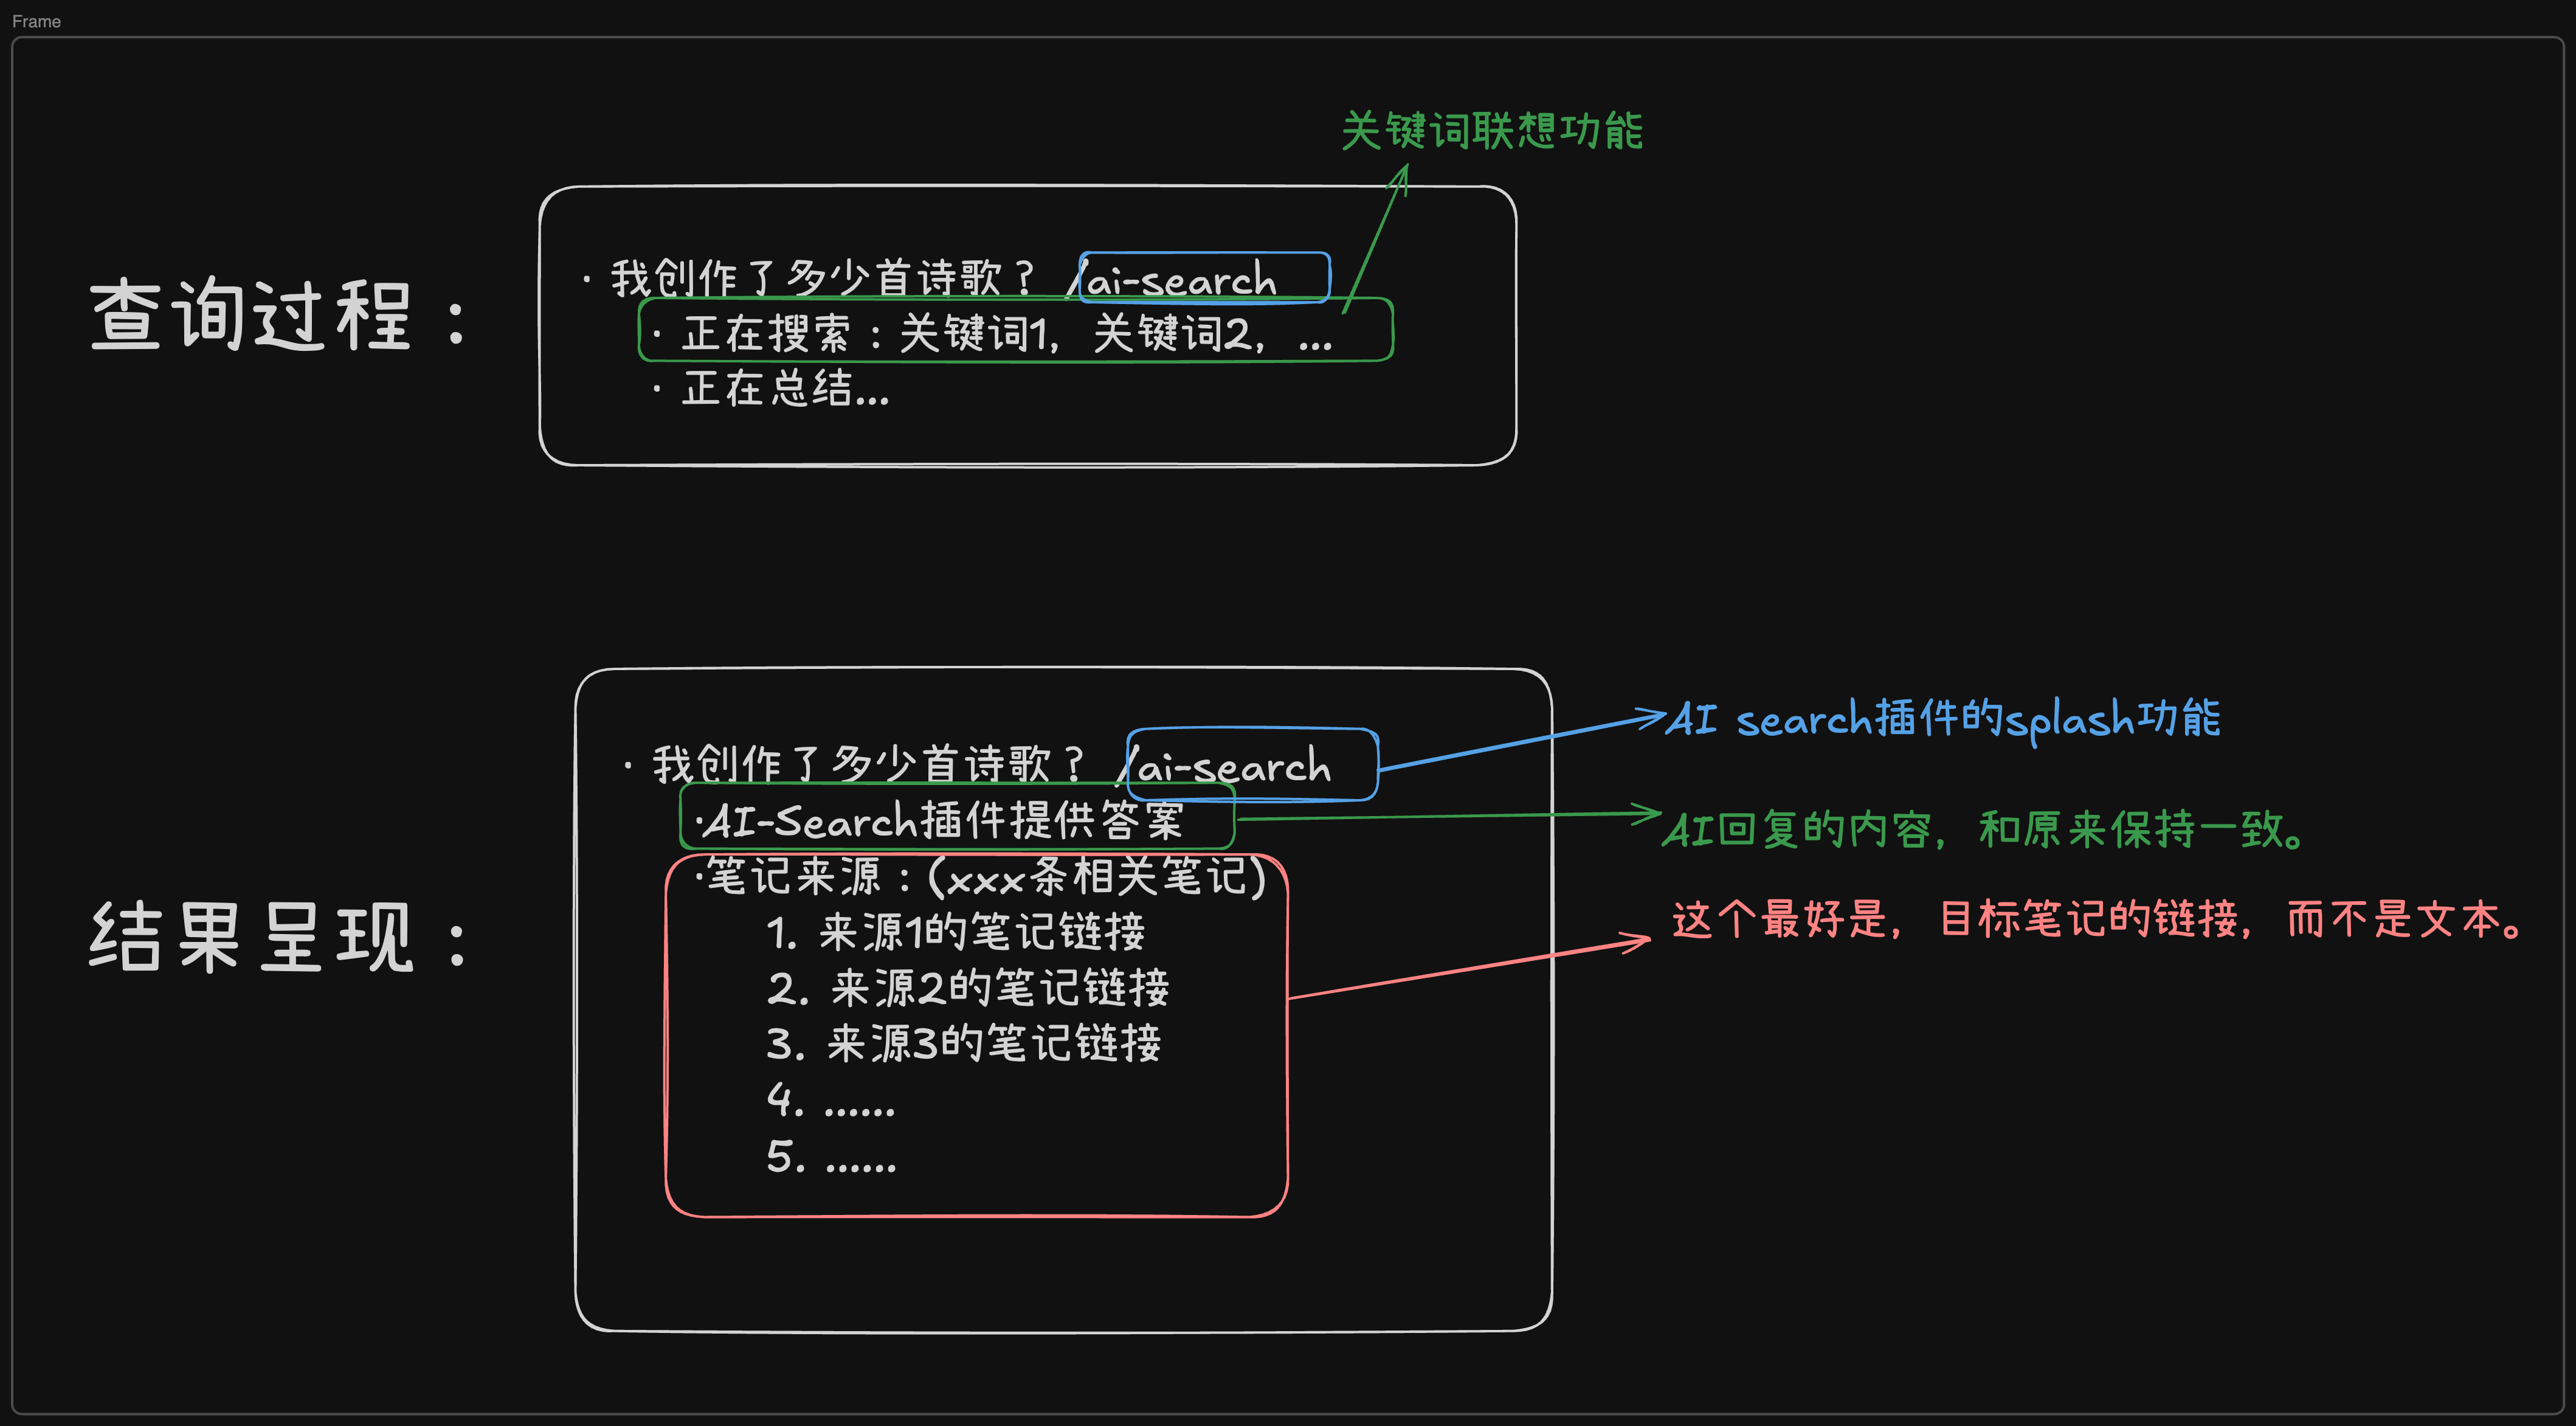 Frame
关键词联想功能
查询过程：
· 我创作了多少首诗歌？ /ai-search
· 正在搜索：关键词1，关键词2，...
· 正在总结...
结果呈现：
· 我创作了多少首诗歌？ /ai-search
·AI-Search插件提供答案
·笔记来源：(xxx条相关笔记)
1. 来源1的笔记链接
2. 来源2的笔记链接
3. 来源3的笔记链接
4. ......
5. ......
AI search插件的splash功能
AI回复的内容，和原来保持一致。
这个最好是，目标笔记的链接，而不是文本。